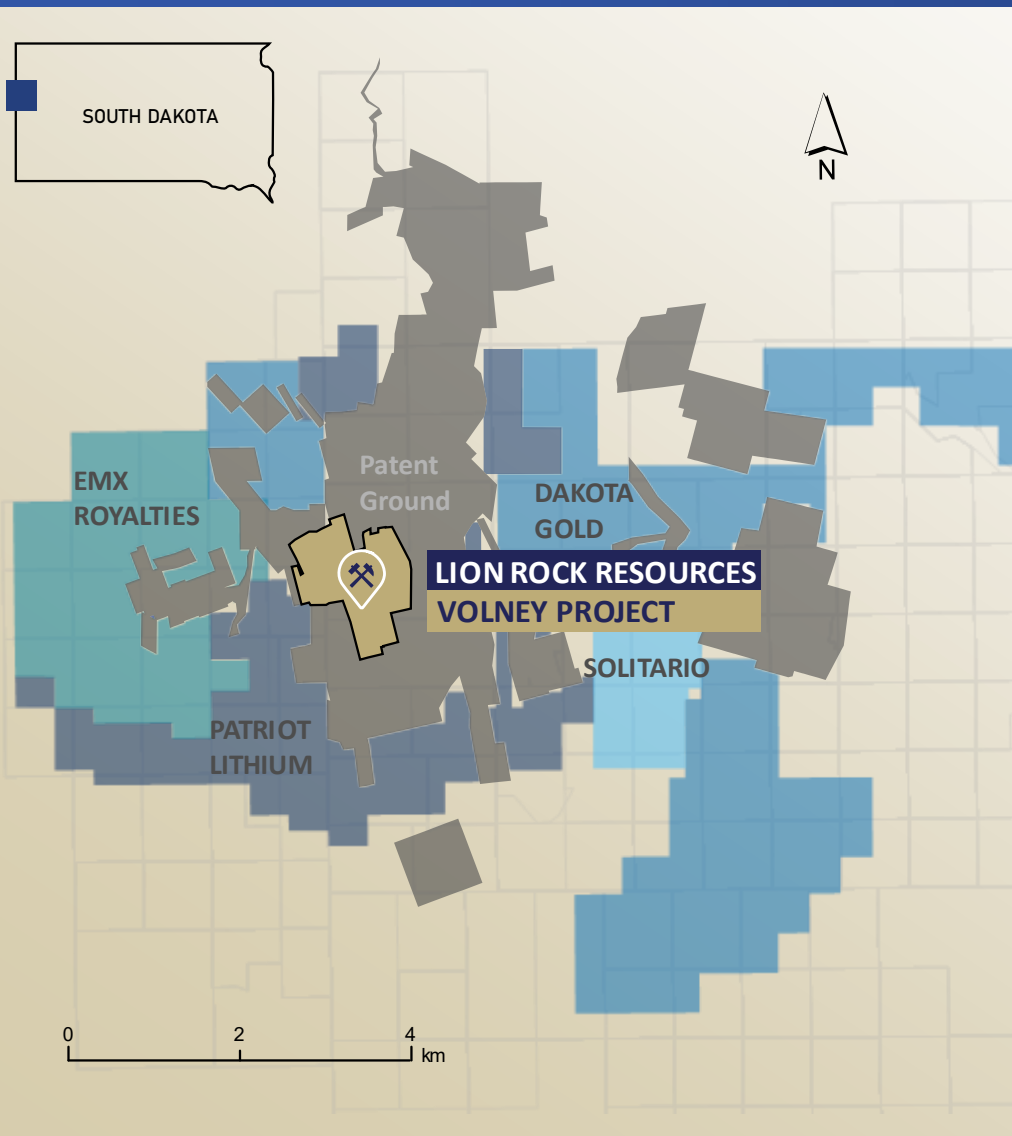 SOUTH DAKOTA
N
Patent
Ground
EMX
ROYALTIES
DAKOTA
GOLD
LION ROCK RESOURCES
VOLNEY PROJECT
SOLITARIO
PATRIOT
LITHIUM
0 2 4
km